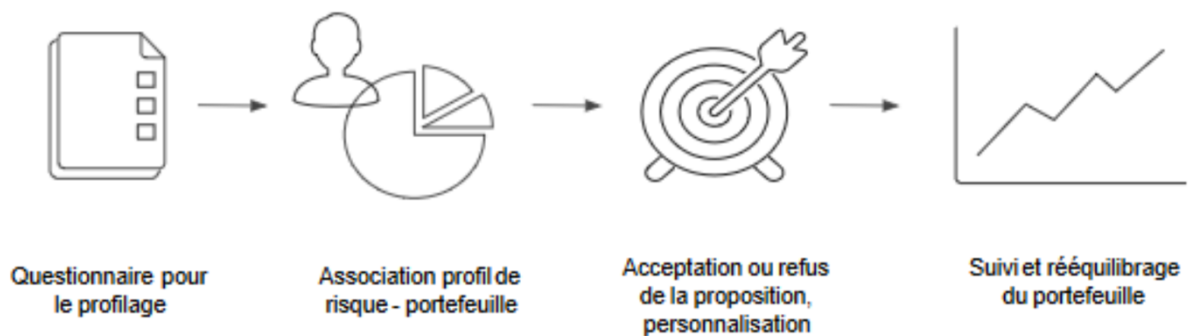 Questionnaire pour
le profilage
Association profil de
risque - portefeuille
Acceptation ou refus
de la proposition,
personnalisation
Suivi et rééquilibrage
du portefeuille